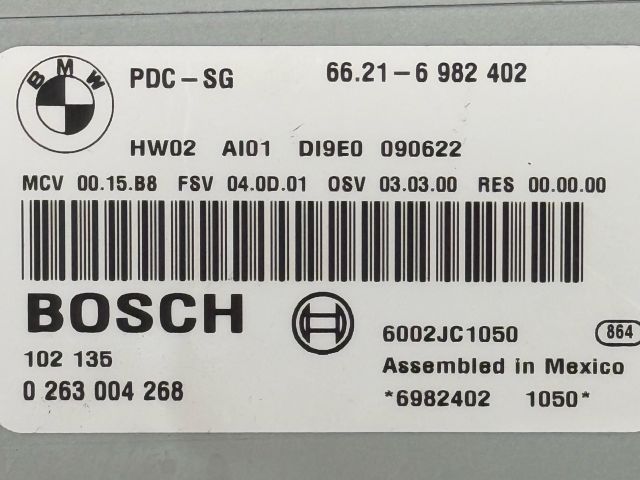 BMW
PDC-SG 66.21-6 982 402
HW02 AI01 DI9E0 090622
MCV 00.15.B8 FSV 04.0D.01 OSV 03.03.00 RES 00.00.00
BOSCH
102 135
0 263 004 268
6002JC1050 864
Assembled in Mexico
*6982402 1050*